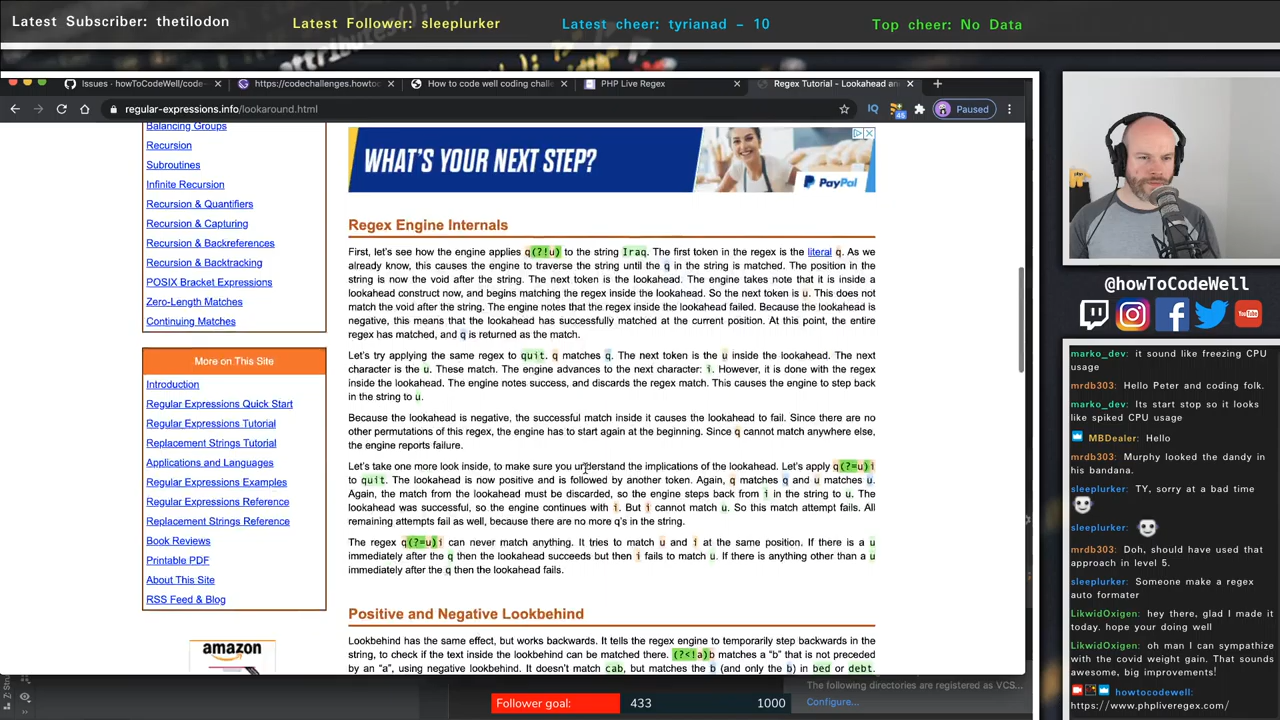 Latest Subscriber: thetilodon
Latest Follower: sleeplurker
Latest cheer: tyrianad - 10
Top cheer: No Data
Issues · howToCodeWell/code-
https://codechallenges.howtoc
How to code well coding challe
PHP Live Regex
Regex Tutorial - Lookahead an
regular-expressions.info/lookaround.html
Paused
Balancing Groups
Recursion
Subroutines
Infinite Recursion
Recursion & Quantifiers
Recursion & Capturing
Recursion & Backreferences
Recursion & Backtracking
POSIX Bracket Expressions
Zero-Length Matches
Continuing Matches
More on This Site
Introduction
Regular Expressions Quick Start
Regular Expressions Tutorial
Replacement Strings Tutorial
Applications and Languages
Regular Expressions Examples
Regular Expressions Reference
Replacement Strings Reference
Book Reviews
Printable PDF
About This Site
RSS Feed & Blog
amazon
WHAT'S YOUR NEXT STEP?
PayPal
Regex Engine Internals
First, let's see how the engine applies q(?!u) to the string Iraq. The first token in the regex is the literal q. As we
already know, this causes the engine to traverse the string until the q in the string is matched. The position in the
string is now the void after the string. The next token is the lookahead. The engine takes note that it is inside a
lookahead construct now, and begins matching the regex inside the lookahead. So the next token is u. This does not
match the void after the string. The engine notes that the regex inside the lookahead failed. Because the lookahead is
negative, this means that the lookahead has successfully matched at the current position. At this point, the entire
regex has matched, and q is returned as the match.
Let's try applying the same regex to quit. q matches q. The next token is the u inside the lookahead. The next
character is the u. These match. The engine advances to the next character: i. However, it is done with the regex
inside the lookahead. The engine notes success, and discards the regex match. This causes the engine to step back
in the string to u.
Because the lookahead is negative, the successful match inside it causes the lookahead to fail. Since there are no
other permutations of this regex, the engine has to start again at the beginning. Since q cannot match anywhere else,
the engine reports failure.
Let's take one more look inside, to make sure you understand the implications of the lookahead. Let's apply q(?=u)i
to quit. The lookahead is now positive and is followed by another token. Again, q matches q and u matches u.
Again, the match from the lookahead must be discarded, so the engine steps back from i in the string to u. The
lookahead was successful, so the engine continues with i. But i cannot match u. So this match attempt fails. All
remaining attempts fail as well, because there are no more q's in the string.
The regex q(?=u)i can never match anything. It tries to match u and i at the same position. If there is a u
immediately after the q then the lookahead succeeds but then i fails to match u. If there is anything other than a u
immediately after the q then the lookahead fails.
Positive and Negative Lookbehind
Lookbehind has the same effect, but works backwards. It tells the regex engine to temporarily step backwards in the
string, to check if the text inside the lookbehind can be matched there. (?<!a)b matches a "b" that is not preceded
by an "a", using negative lookbehind. It doesn't match cab, but matches the b (and only the b) in bed or debt.
@howToCodeWell
marko_dev: it sound like freezing CPU
usage
mrdb303: Hello Peter and coding folk.
marko_dev: Its start stop so it looks
like spiked CPU usage
MBDealer: Hello
mrdb303: Murphy looked the dandy in
his bandana.
sleeplurker: TY, sorry at a bad time
sleeplurker:
mrdb303: Doh, should have used that
approach in level 5.
sleeplurker: Someone make a regex
auto formater
LikwidOxigen: hey there, glad I made it
today. hope your doing well
LikwidOxigen: oh man I can sympathize
with the covid weight gain. That sounds
awesome, big improvements!
howtocodewell:
https://www.phpliveregex.com/
The following directories are registered as VCS...
Configure...
Follower goal:
433
1000